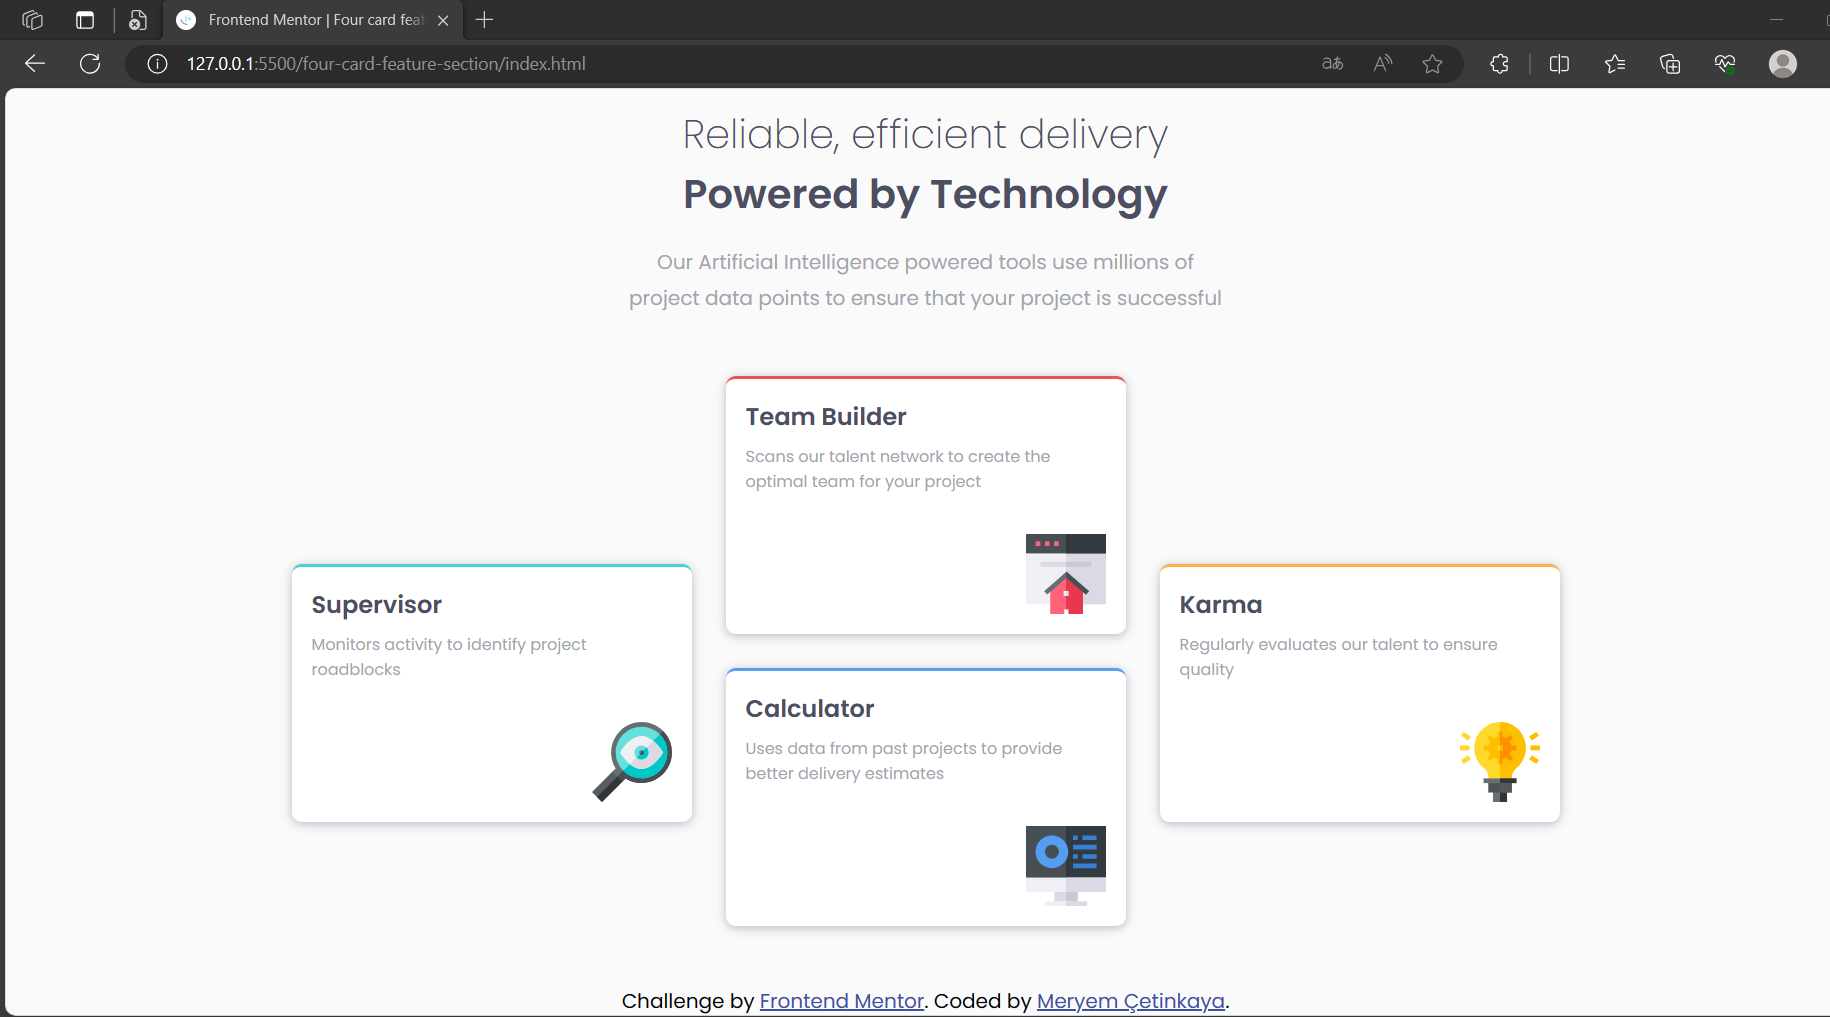 Frontend Mentor | Four card feat
127.0.0.1:5500/four-card-feature-section/index.html
aあ
A
Reliable, efficient delivery
Powered by Technology
Our Artificial Intelligence powered tools use millions of
project data points to ensure that your project is successful
Team Builder
Scans our talent network to create the
optimal team for your project
Supervisor
Monitors activity to identify project
roadblocks
Karma
Regularly evaluates our talent to ensure
quality
Calculator
Uses data from past projects to provide
better delivery estimates
Challenge by Frontend Mentor. Coded by Meryem Çetinkaya.